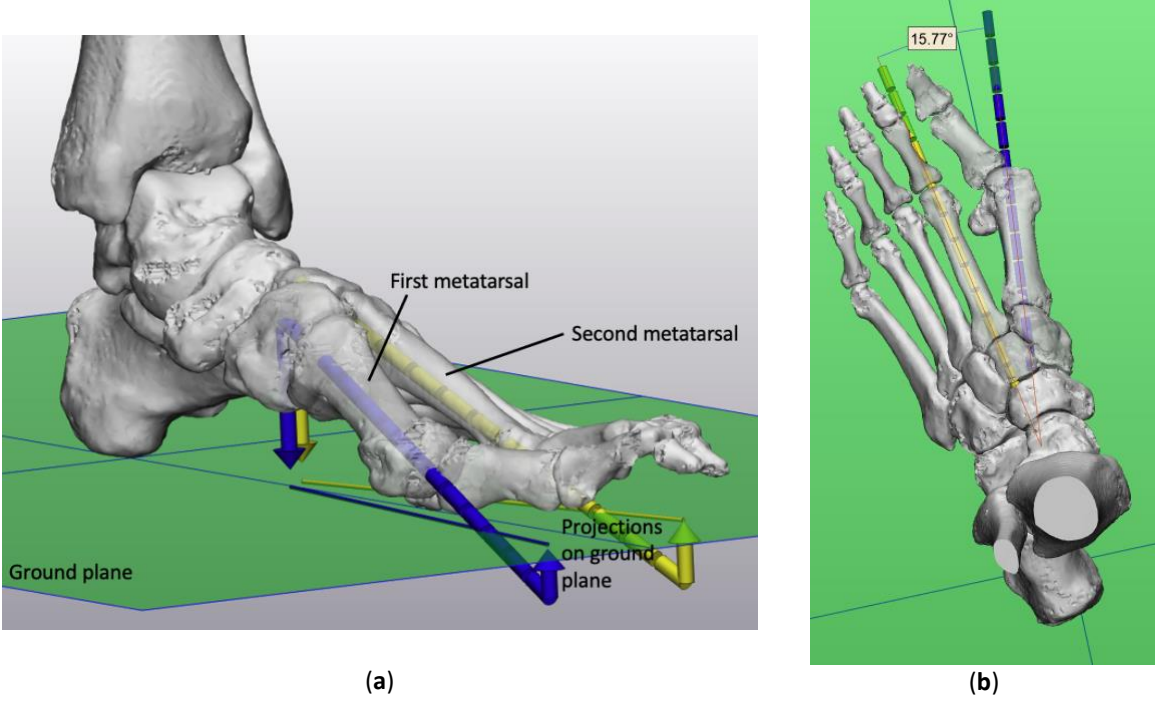 First metatarsal
Second metatarsal
Projections
on ground
plane
Ground plane
15.77°
(a)
(b)